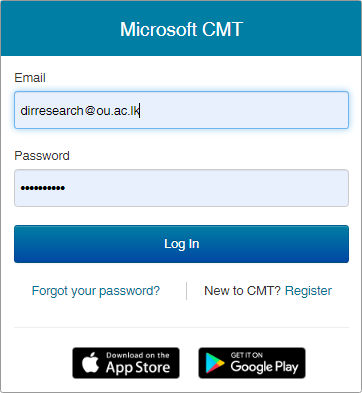 Microsoft CMT
Email
dirresearch@ou.ac.lk
Password
••••••••••
Log In
Forgot your password?
New to CMT? Register
Download on the
App Store
GET IT ON
Google Play